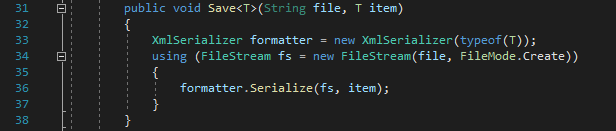 31 public void Save<T>(String file, T item)
32 {
33 XmlSerializer formatter = new XmlSerializer(typeof(T));
34 using (FileStream fs = new FileStream(file, FileMode.Create))
35 {
36 formatter.Serialize(fs, item);
37 }
38 }